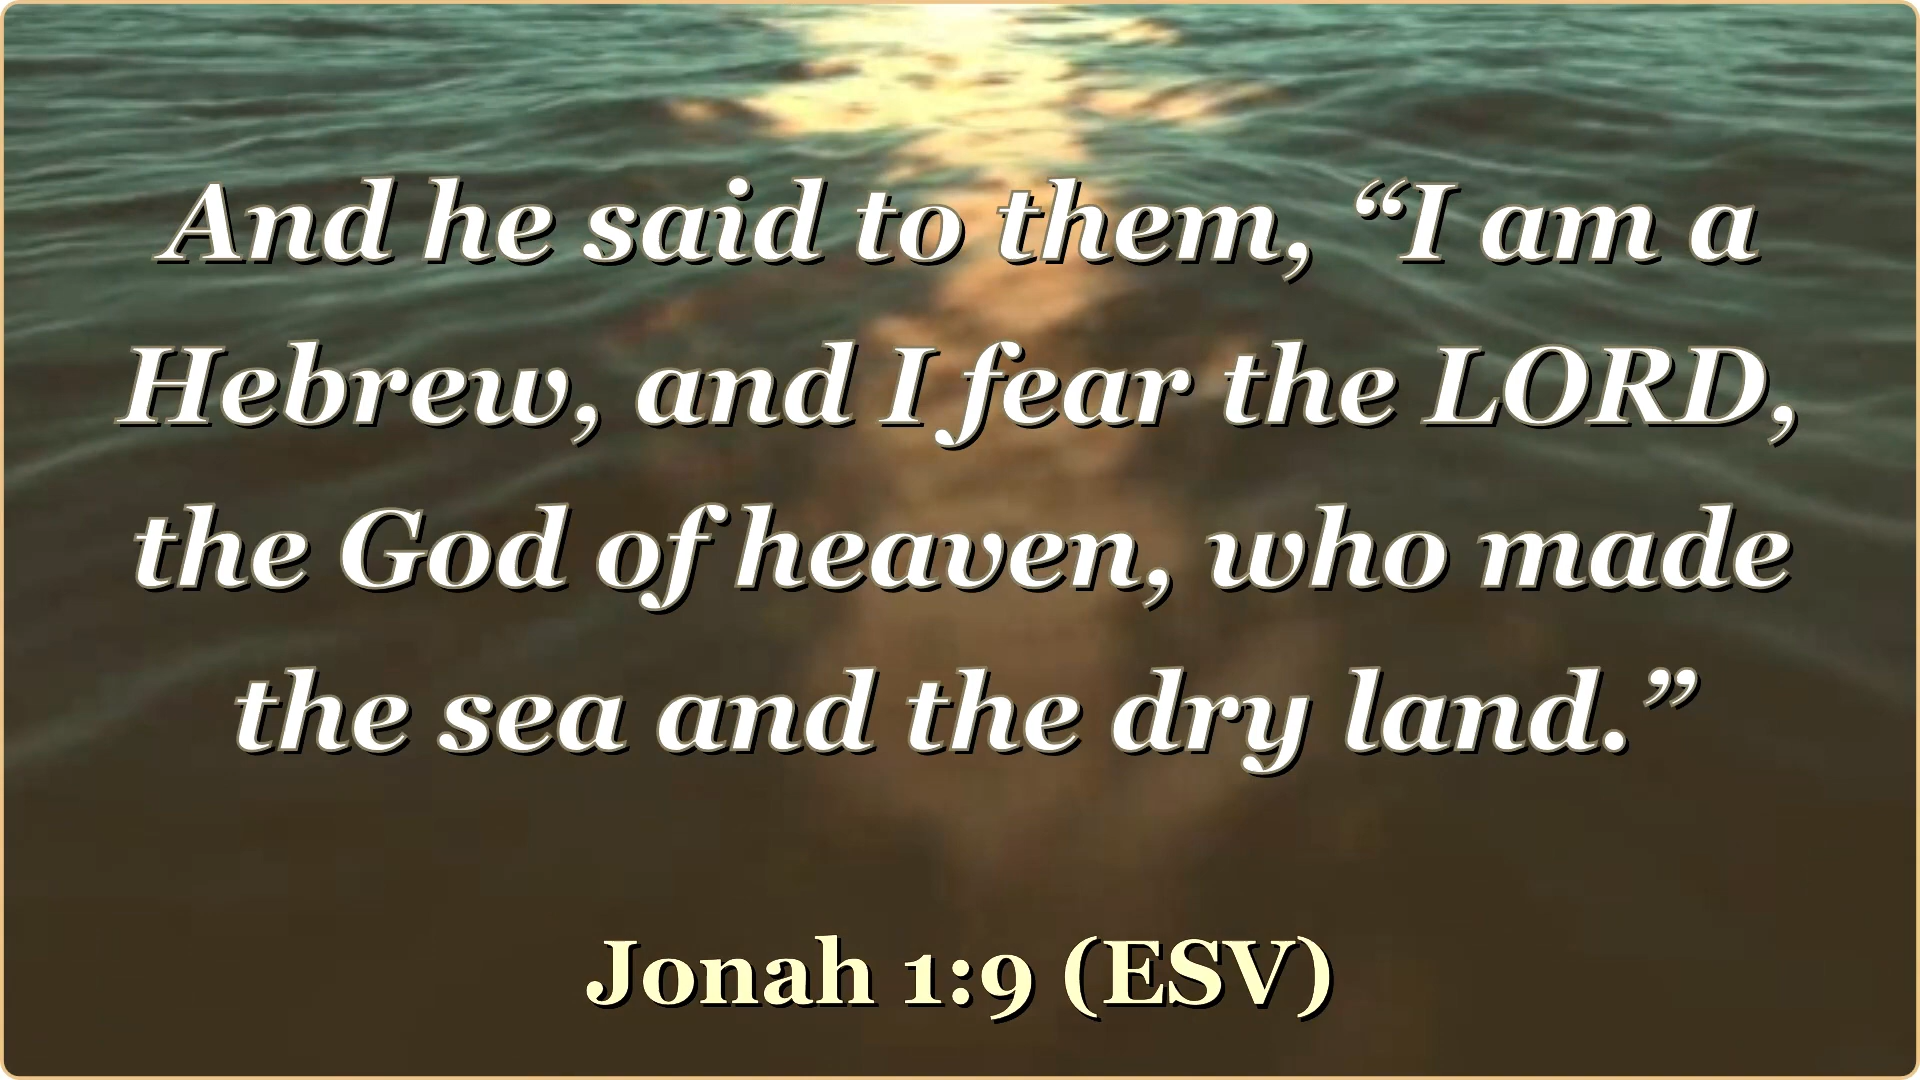 And he said to them, “I am a
Hebrew, and I fear the LORD,
the God of heaven, who made
the sea and the dry land.”
Jonah 1:9 (ESV)